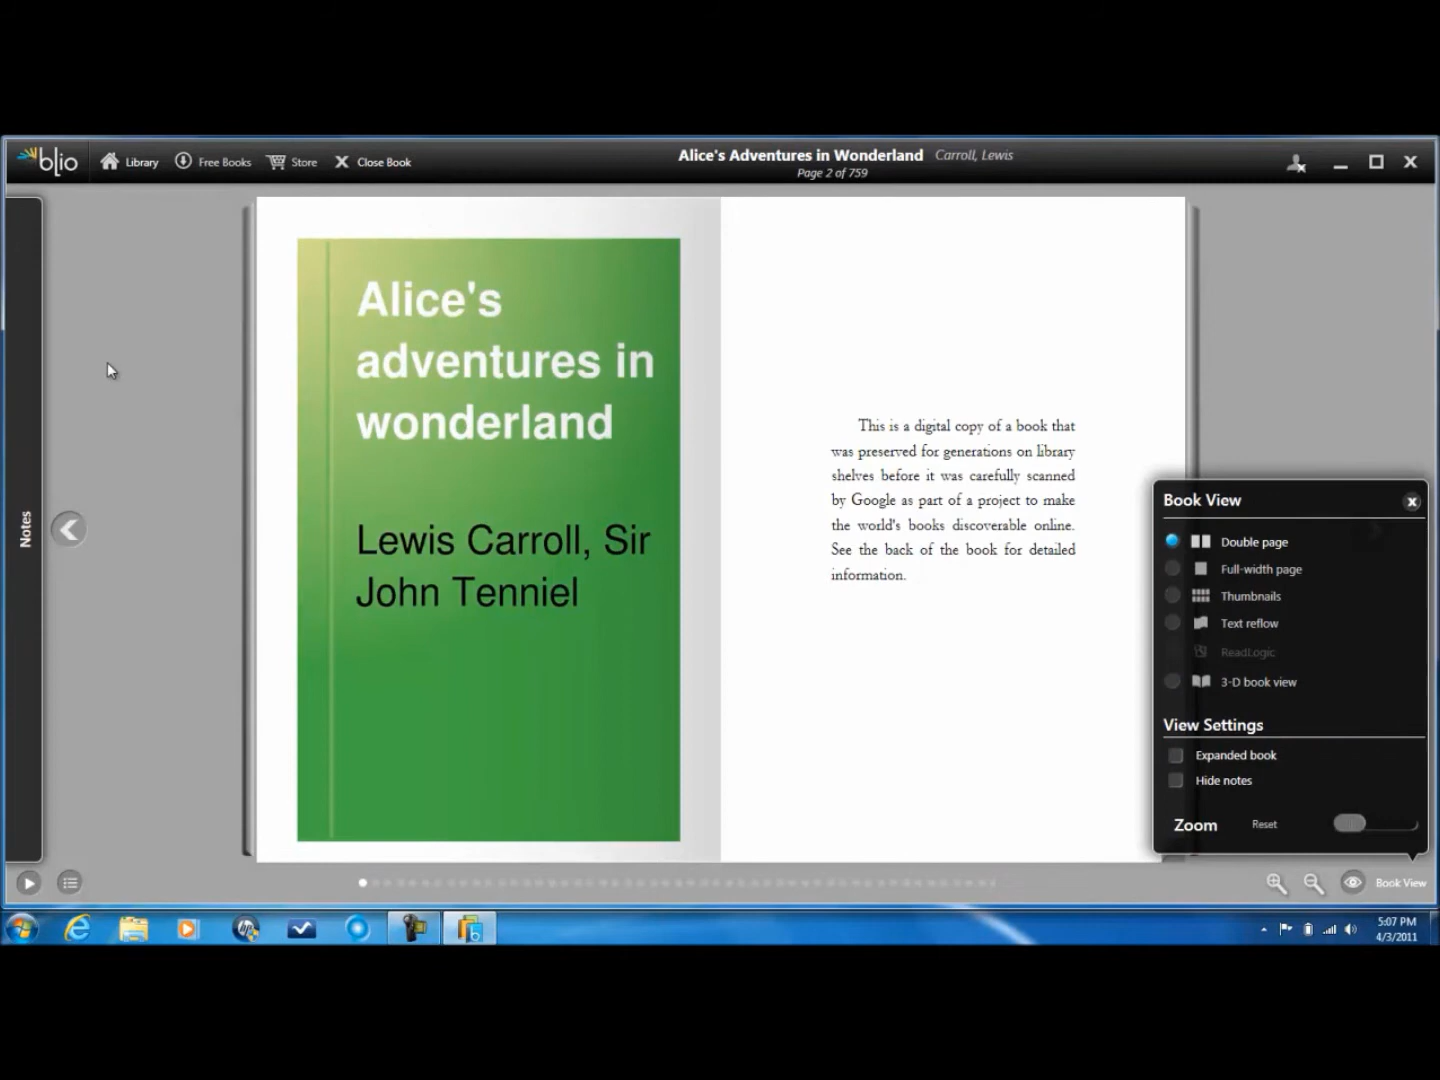 blio
Library
Free Books
Store
Close Book
Alice's Adventures in Wonderland Carroll, Lewis
Page 2 of 759
Notes
Alice's
adventures in
wonderland
Lewis Carroll, Sir
John Tenniel
This is a digital copy of a book that
was preserved for generations on library
shelves before it was carefully scanned
by Google as part of a project to make
the world's books discoverable online.
See the back of the book for detailed
information.
Book View
Double page
Full-width page
Thumbnails
Text reflow
ReadLogic
3-D book view
View Settings
Expanded book
Hide notes
Zoom Reset
Book View
hp
5:07 PM
4/3/2011